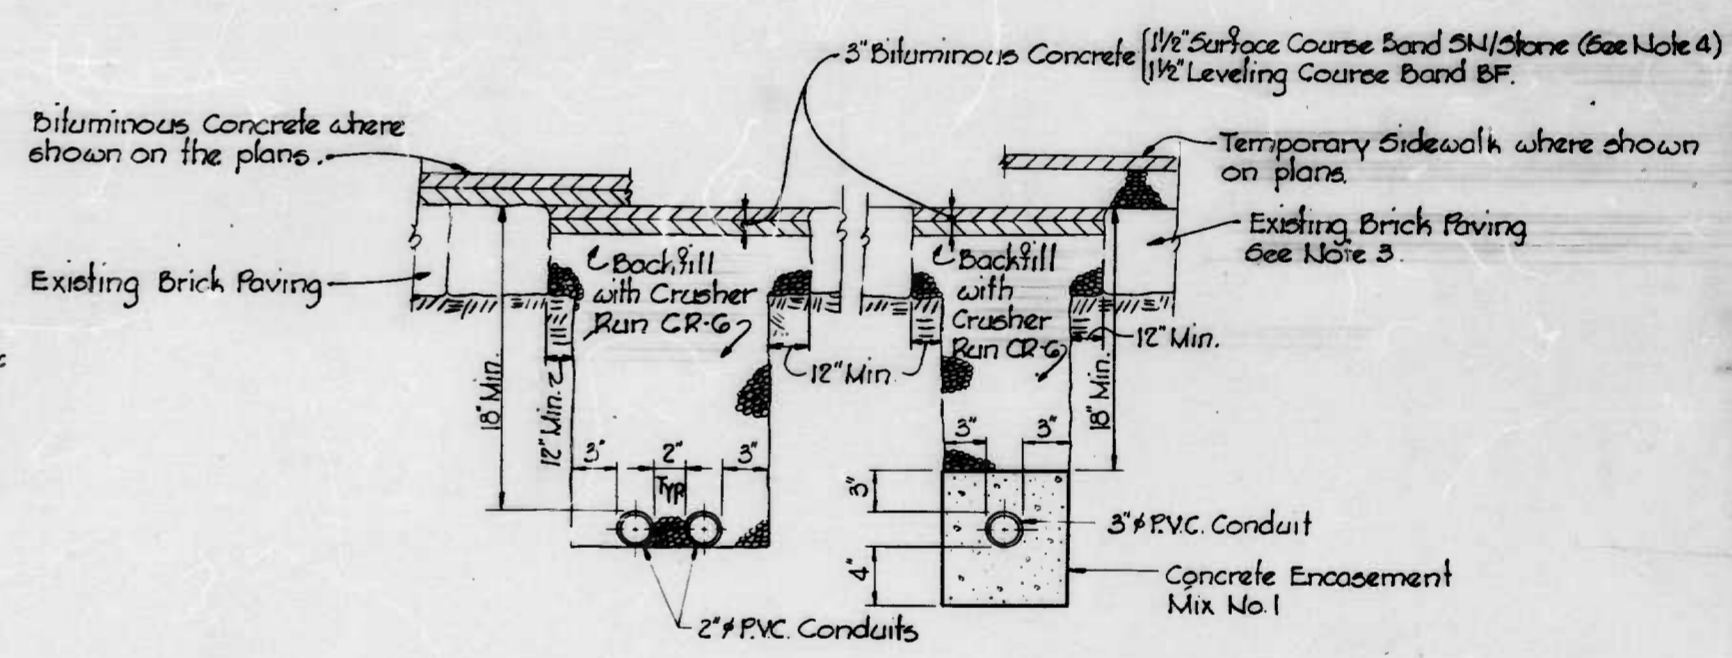 3" Bituminous Concrete
1 1/2" Surface Course Band SN/Stone (See Note 4)
1 1/2" Leveling Course Band BF.
Bituminous Concrete where
shown on the plans.
Temporary Sidewalk where shown
on plans.
Existing Brick Paving
See Note 3.
Existing Brick Paving
Backfill
with Crusher
Run CR-6
Backfill
with
Crusher
Run CR-6
12" Min.
12" Min.
18" Min.
12" Min.
18" Min.
3"
2"
Typ
3"
3"
3"
3"
4"
3"ø P.V.C. Conduit
Concrete Encasement
Mix No. 1
2"ø P.V.C. Conduits